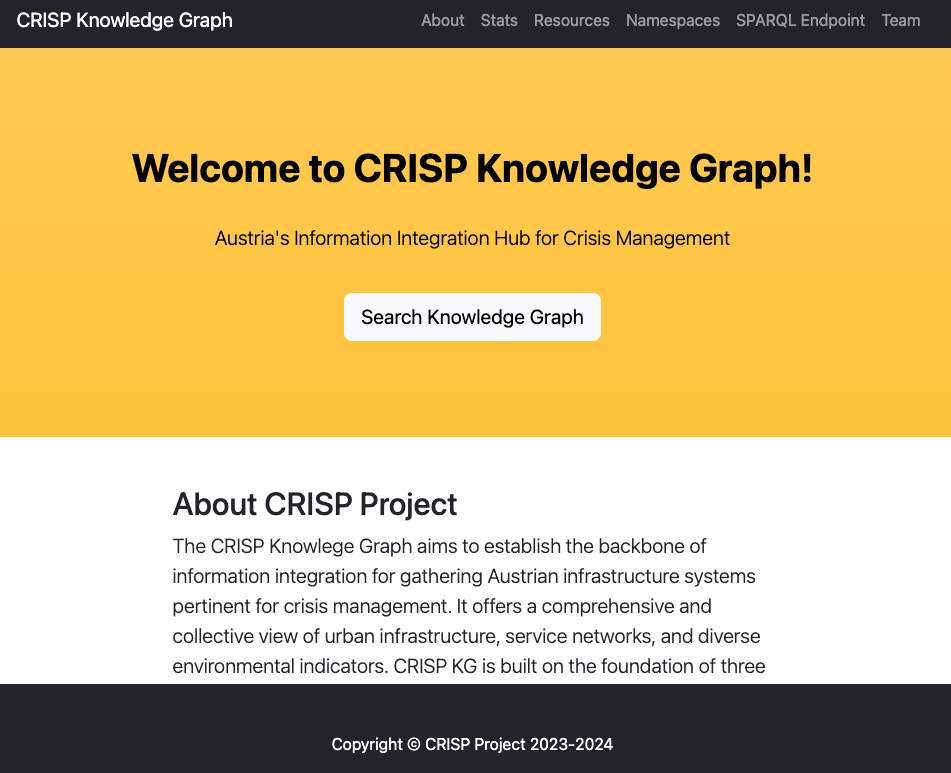 CRISP Knowledge Graph About Stats Resources Namespaces SPARQL Endpoint Team
Welcome to CRISP Knowledge Graph!
Austria's Information Integration Hub for Crisis Management
Search Knowledge Graph
About CRISP Project
The CRISP Knowlege Graph aims to establish the backbone of
information integration for gathering Austrian infrastructure systems
pertinent for crisis management. It offers a comprehensive and
collective view of urban infrastructure, service networks, and diverse
environmental indicators. CRISP KG is built on the foundation of three
Copyright © CRISP Project 2023-2024